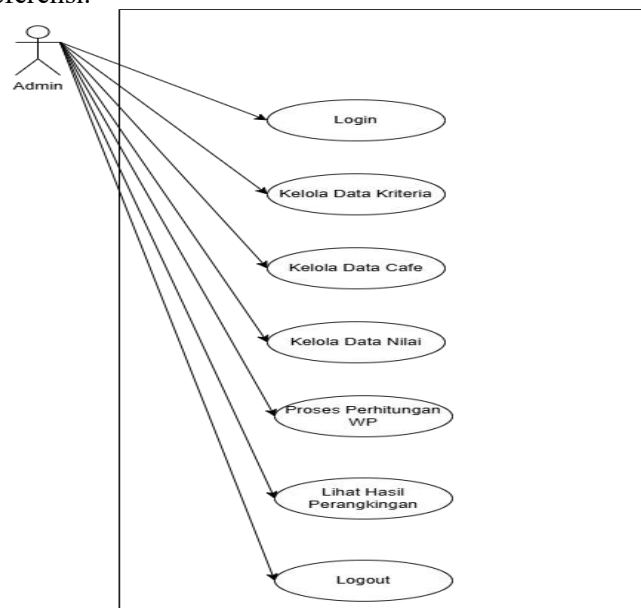 Admin
Login
Kelola Data Kriteria
Kelola Data Cafe
Kelola Data Nilai
Proses Perhitungan
WP
Lihat Hasil
Perangkingan
Logout